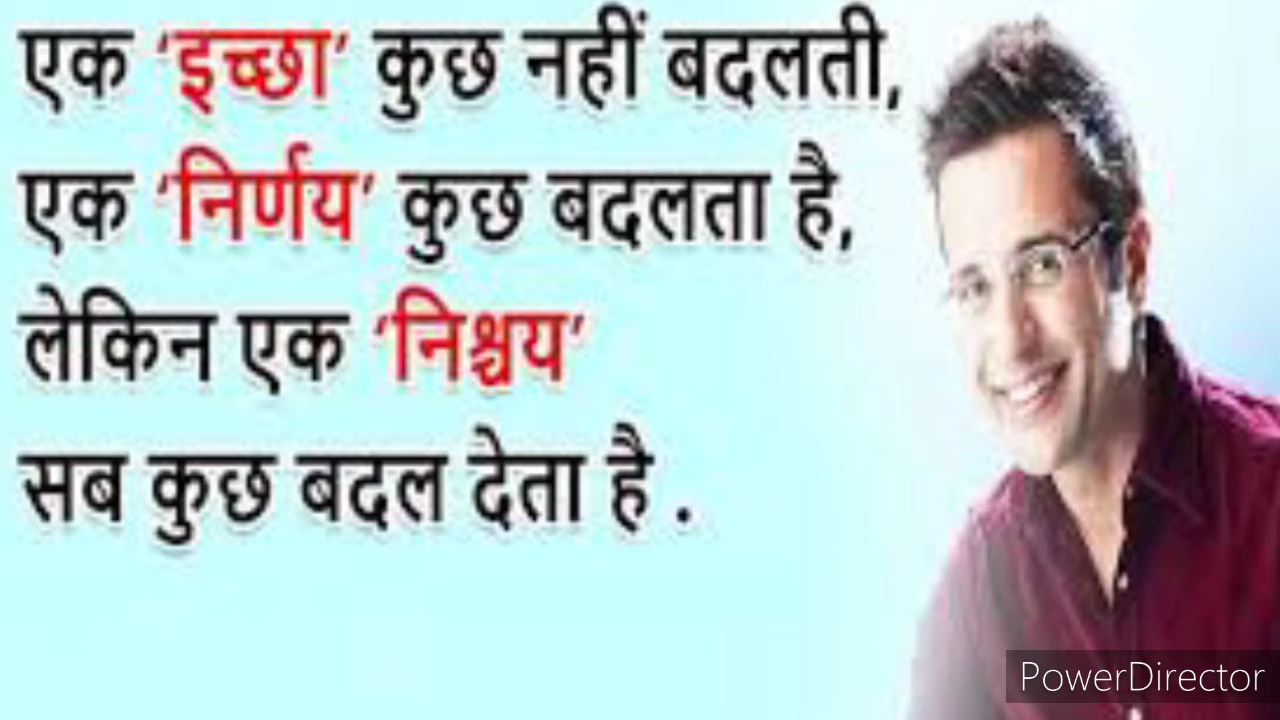 एक ‘इच्छा’ कुछ नहीं बदलती,
एक ‘निर्णय’ कुछ बदलता है,
लेकिन एक ‘निश्चय’
सब कुछ बदल देता है .
PowerDirector